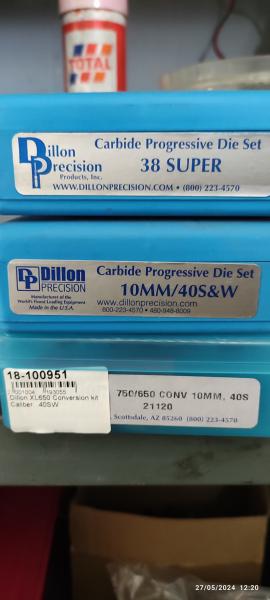 TOTAL
Dillon
Precision
Products, Inc.
Carbide Progressive Die Set
38 SUPER
WWW.DILLONPRECISION.COM • (800) 223-4570
DP Dillon
PRECISION
Manufacturer of the
World's Finest Loading Equipment
Made in the U.S.A.
Carbide Progressive Die Set
10MM/40S&W
www.dillonprecision.com
800-223-4570 • 480-948-8009
18-100951
Dillon XL650 Conversion kit
Caliber .40SW
750/650 CONV 10MM, 40S
21120
Scottsdale, AZ 85260 (800) 223-4570
27/05/2024 12:20